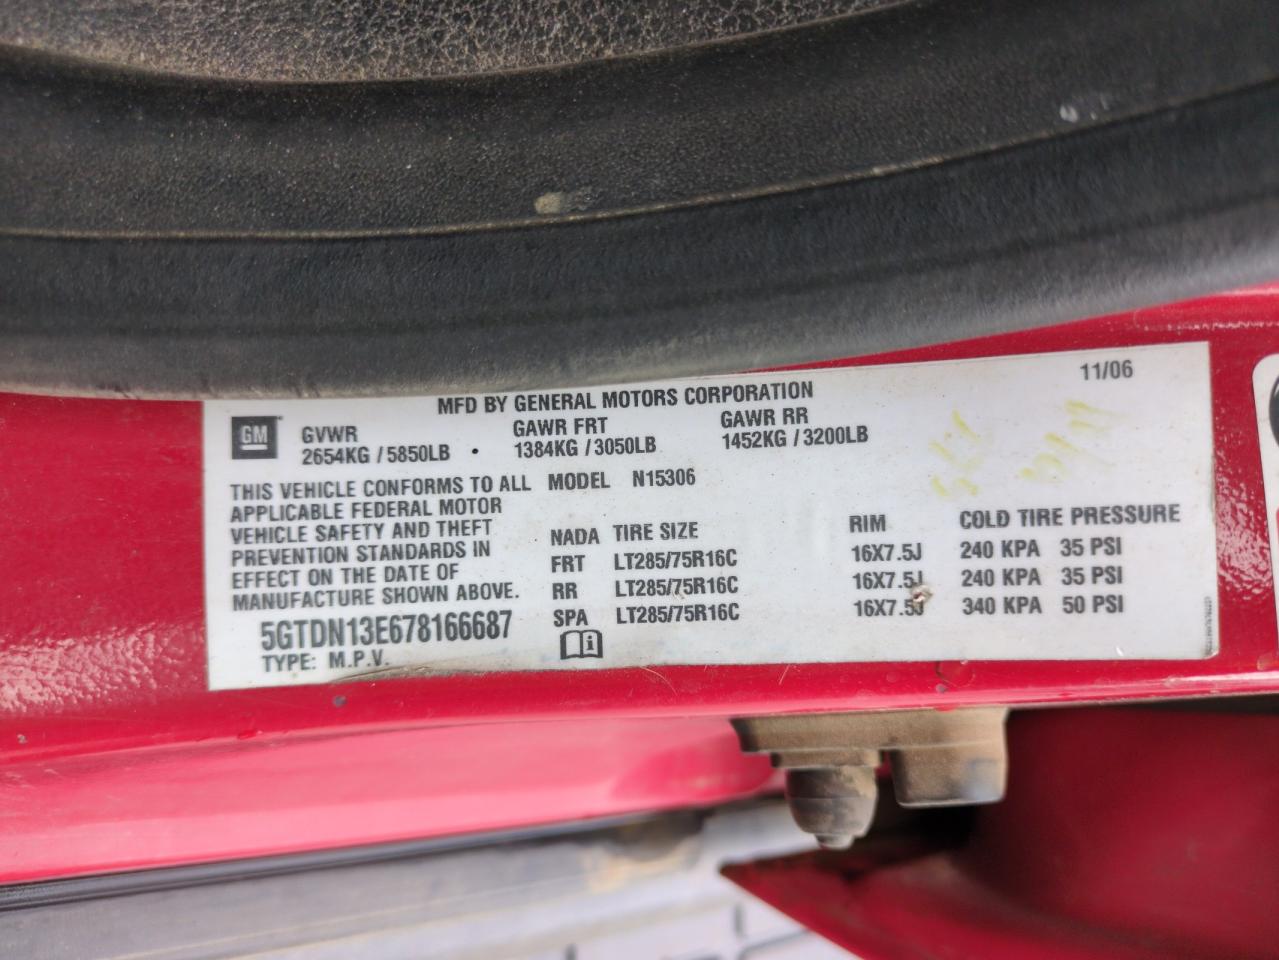 MFD BY GENERAL MOTORS CORPORATION 11/06
GM
GVWR GAWR FRT GAWR RR
2654KG / 5850LB • 1384KG / 3050LB 1452KG / 3200LB
THIS VEHICLE CONFORMS TO ALL MODEL N15306
APPLICABLE FEDERAL MOTOR
VEHICLE SAFETY AND THEFT
PREVENTION STANDARDS IN
EFFECT ON THE DATE OF
MANUFACTURE SHOWN ABOVE.
NADA TIRE SIZE RIM COLD TIRE PRESSURE
FRT LT285/75R16C 16X7.5J 240 KPA 35 PSI
RR LT285/75R16C 16X7.5J 240 KPA 35 PSI
SPA LT285/75R16C 16X7.5J 340 KPA 50 PSI
5GTDN13E678166687
TYPE: M.P.V.